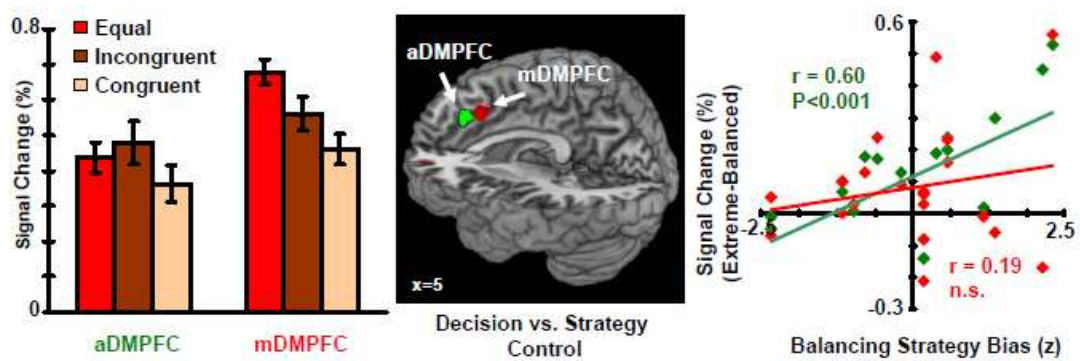 0.8
Equal
Incongruent
Congruent
Signal Change (%)
0
aDMPFC
mDMPFC
aDMPFC
mDMPFC
x=5
Decision vs. Strategy
Control
0.6
r = 0.60
P<0.001
Signal Change (%)
(Extreme-Balanced)
-2.5
2.5
r = 0.19
n.s.
-0.3
Balancing Strategy Bias (z)